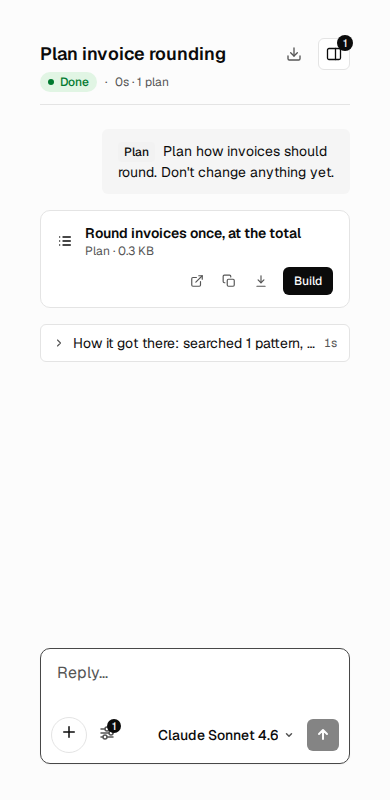 Plan invoice rounding
1
Done · 0s · 1 plan
Plan Plan how invoices should
round. Don't change anything yet.
Round invoices once, at the total
Plan · 0.3 KB
Build
How it got there: searched 1 pattern, ... 1s
Reply...
1
Claude Sonnet 4.6